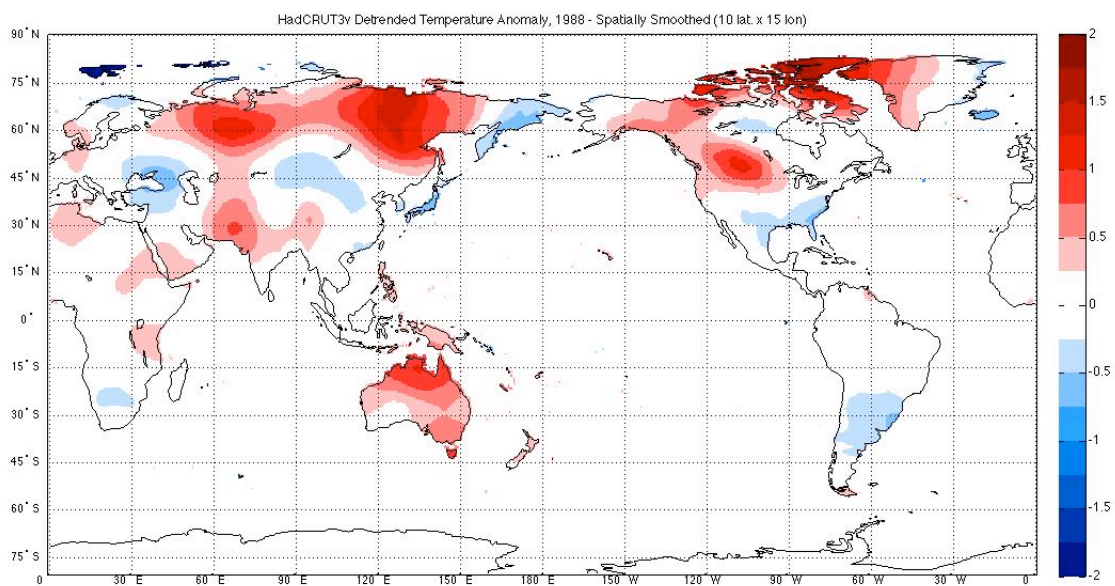 HadCRUT3v Detrended Temperature Anomaly, 1988 - Spatially Smoothed (10 lat. x 15 lon)
90° N
75° N
60° N
45° N
30° N
15° N
0°
15° S
30° S
45° S
60° S
75° S
0 30 E 60 E 90 E 120 E 150 E 180 E 150 W 120 W 90 W 60 W 30 W 0
2
1.5
1
0.5
0
-0.5
-1
-1.5
-2